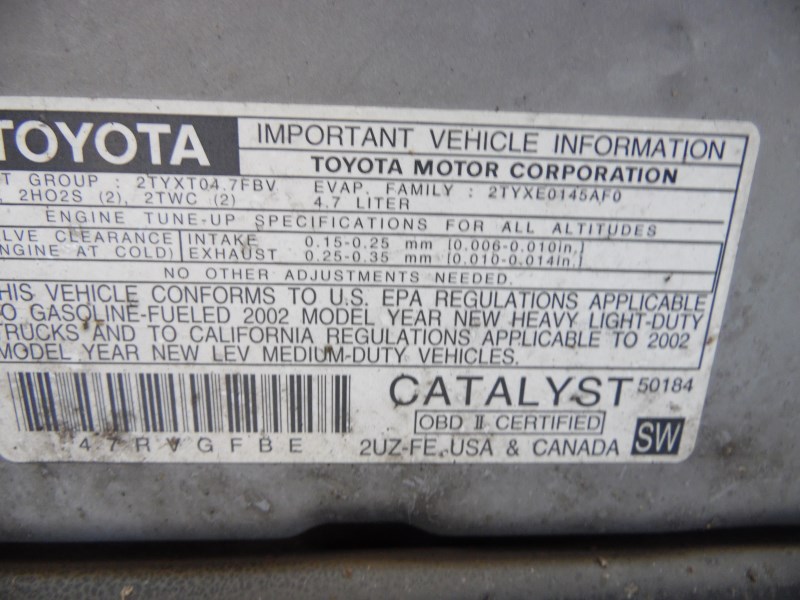 TOYOTA
IMPORTANT VEHICLE INFORMATION
TOYOTA MOTOR CORPORATION
GROUP : 2TYXT04.7FBV EVAP. FAMILY : 2TYXE0145AF0
2HO2S (2), 2TWC (2) 4.7 LITER
ENGINE TUNE-UP SPECIFICATIONS FOR ALL ALTITUDES
LVE CLEARANCE INTAKE 0.15-0.25 mm [0.006-0.010in.]
NGINE AT COLD) EXHAUST 0.25-0.35 mm [0.010-0.014in.]
NO OTHER ADJUSTMENTS NEEDED.
HIS VEHICLE CONFORMS TO U.S. EPA REGULATIONS APPLICABLE
O GASOLINE-FUELED 2002 MODEL YEAR NEW HEAVY LIGHT-DUTY
TRUCKS AND TO CALIFORNIA REGULATIONS APPLICABLE TO 2002
MODEL YEAR NEW LEV MEDIUM-DUTY VEHICLES.
CATALYST 50184
OBD II CERTIFIED
47RVGFBE 2UZ-FE, USA & CANADA SW